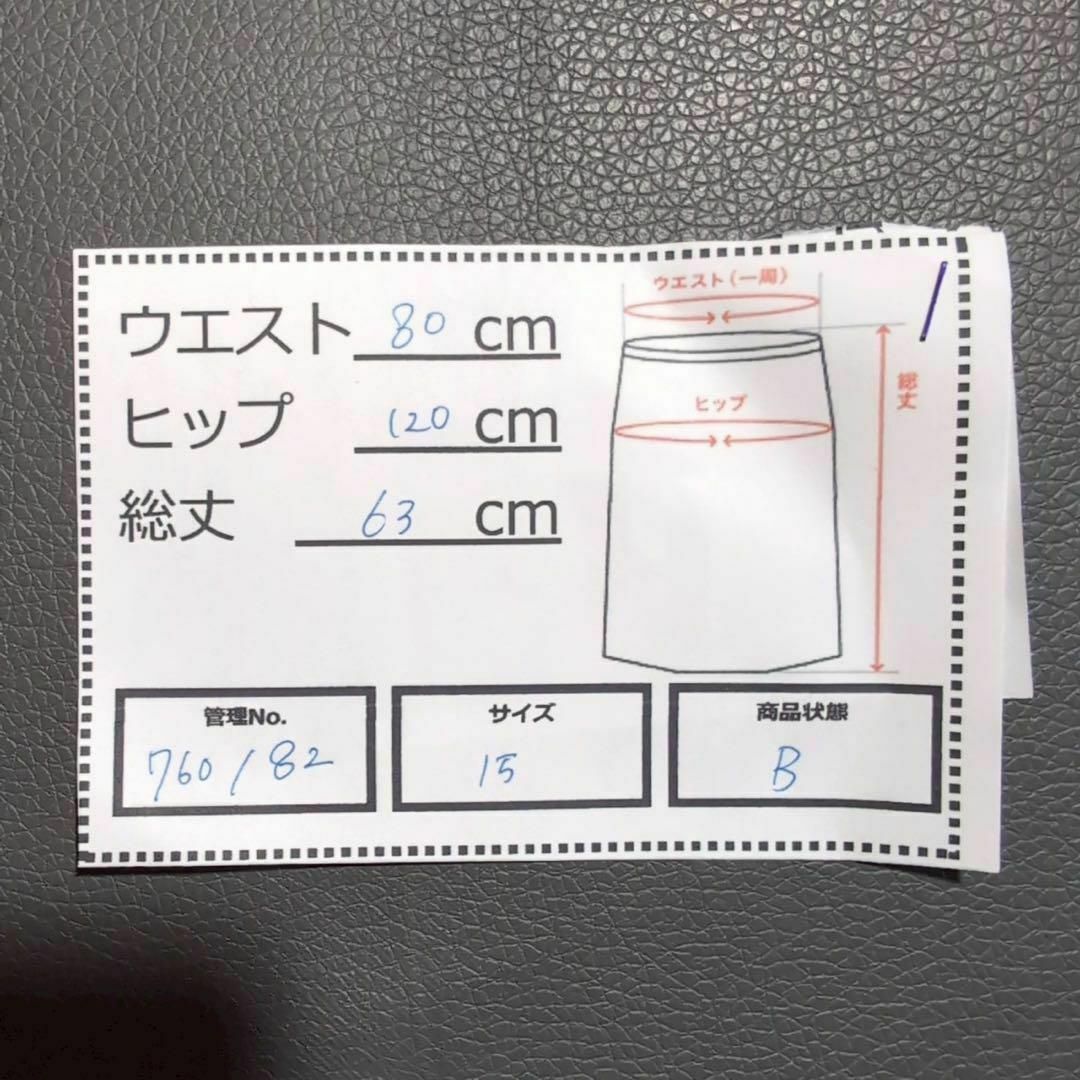 ウエスト 80 cm
ヒップ 120 cm
総丈 63 cm
ウエスト(一周)
ヒップ
総丈
管理No.
760/82
サイズ
15
商品状態
B